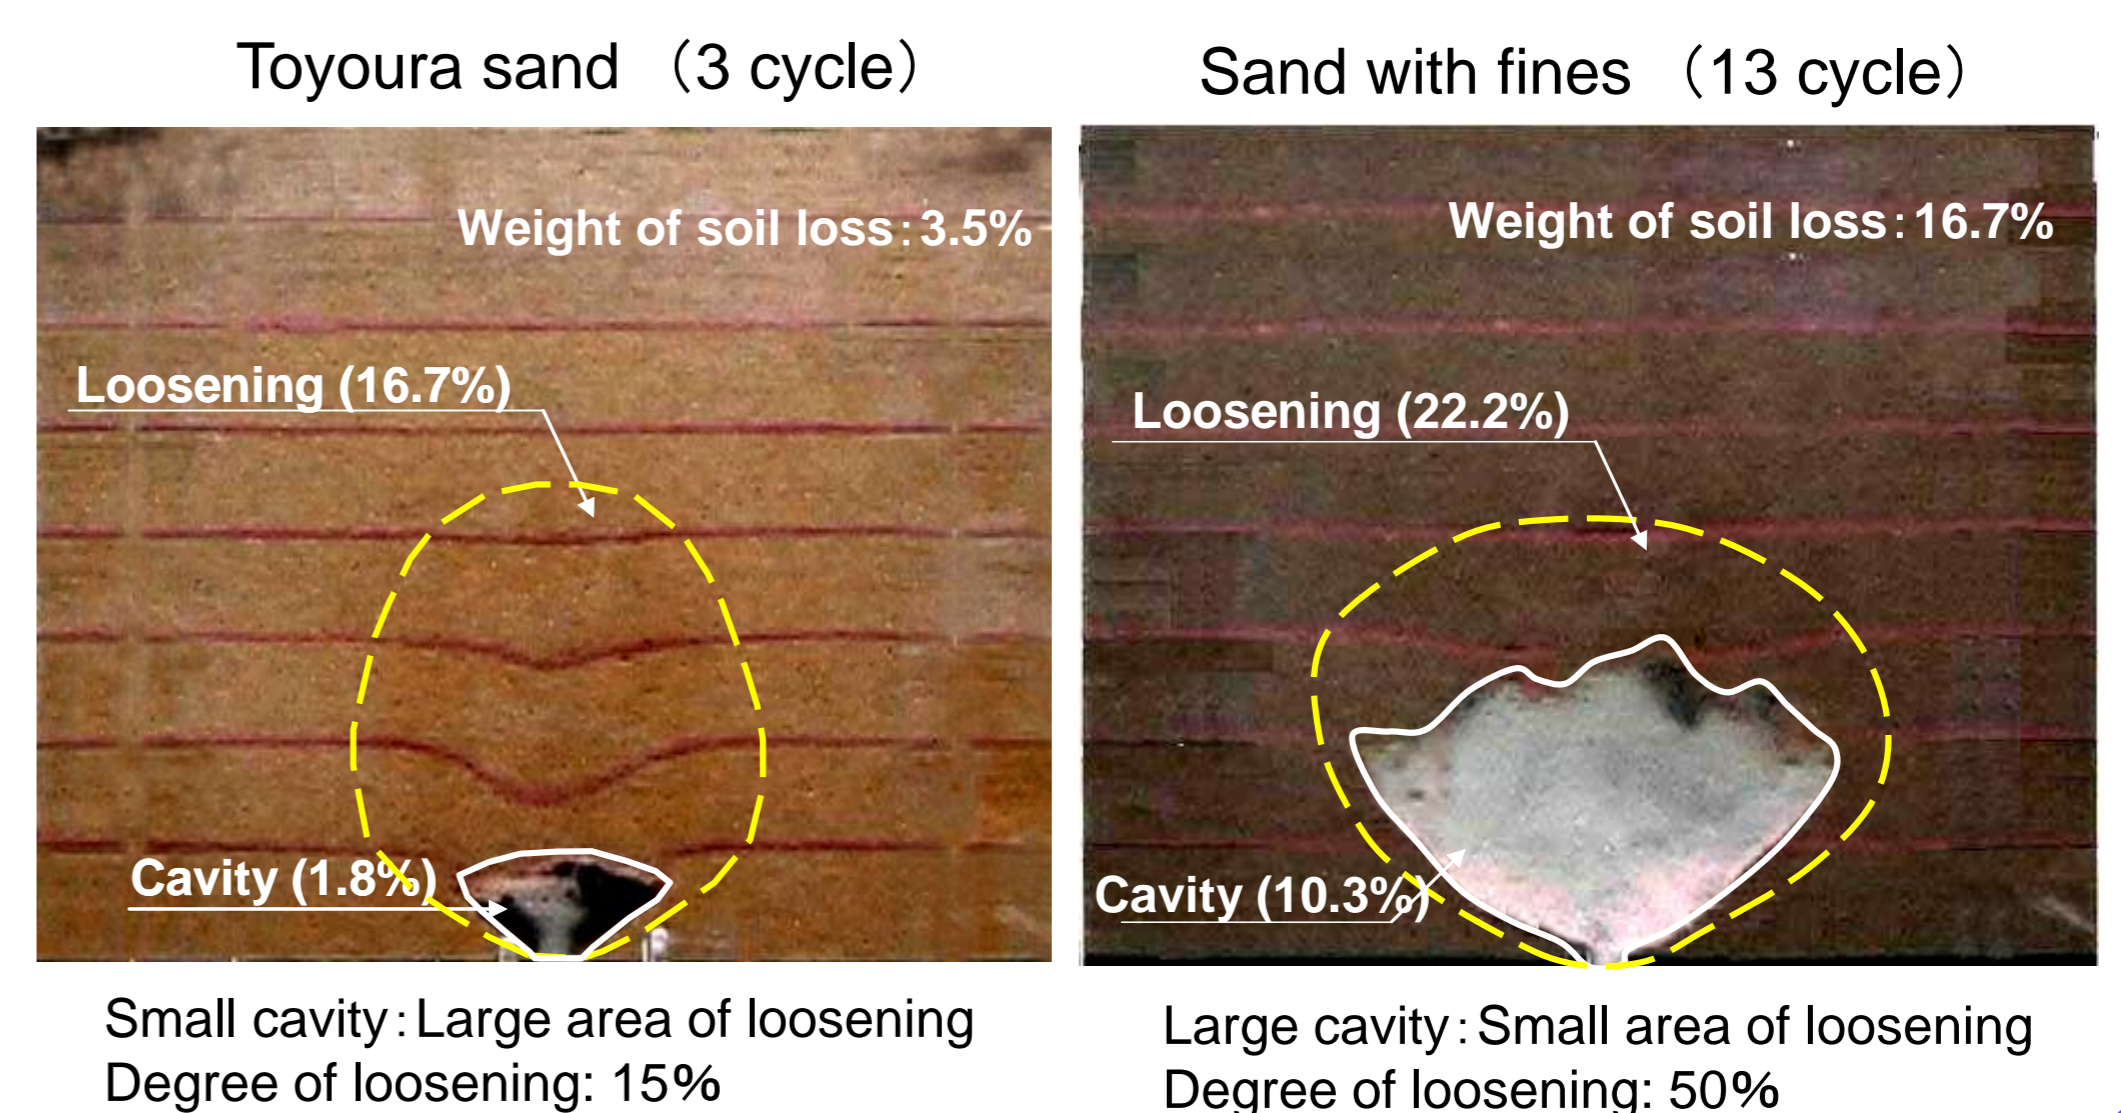 Toyoura sand （3 cycle）
Weight of soil loss：3.5%
Loosening (16.7%)
Cavity (1.8%)
Small cavity：Large area of loosening
Degree of loosening: 15%
Sand with fines （13 cycle）
Weight of soil loss：16.7%
Loosening (22.2%)
Cavity (10.3%)
Large cavity：Small area of loosening
Degree of loosening: 50%